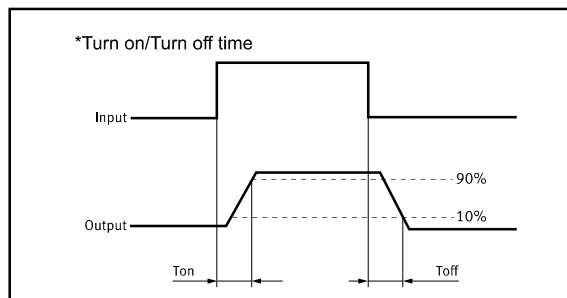 *Turn on/Turn off time
Input
90%
10%
Output
Ton
Toff